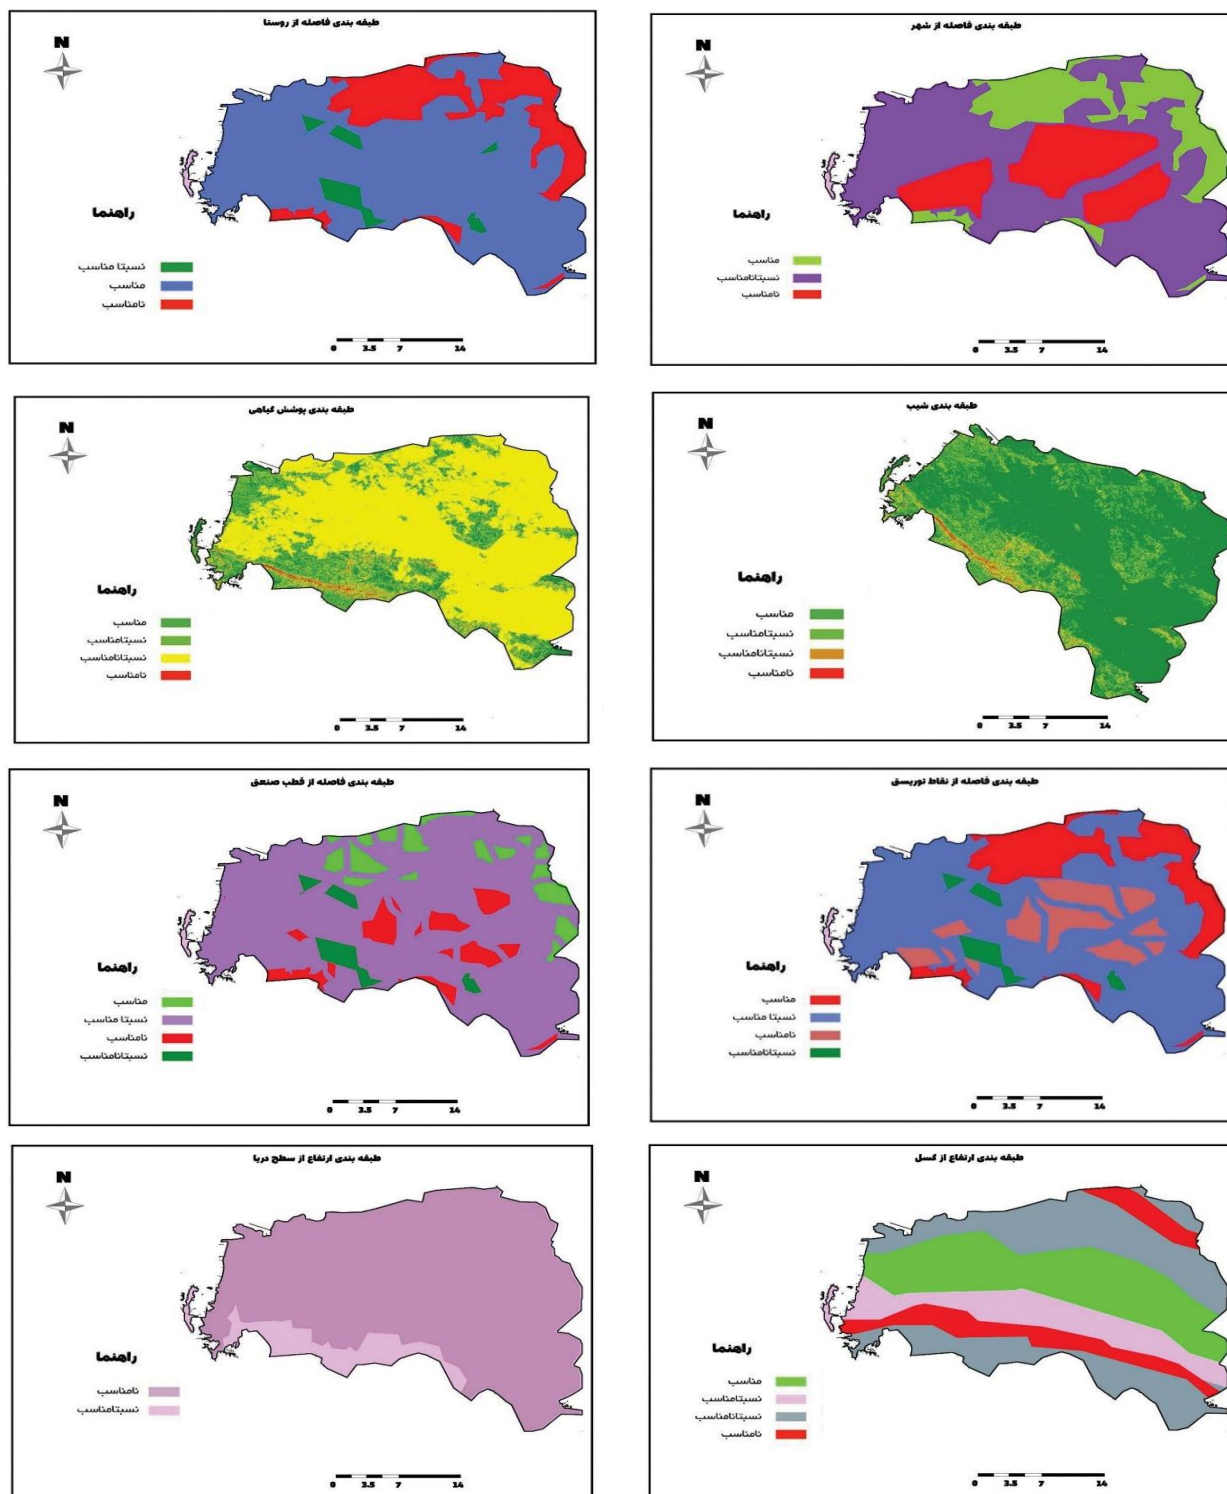 طبقه بندی فاصله از روستا
N
راهنما
نسبتا مناسب
مناسب
نامناسب
0 3.5 7 14
طبقه بندی فاصله از شهر
N
راهنما
مناسب
نسبتانامناسب
نامناسب
0 3.5 7 14
طبقه بندی پوشش گیاهی
N
راهنما
مناسب
نسبتامناسب
نسبتانامناسب
نامناسب
0 3.5 7 14
طبقه بندی شیب
N
راهنما
مناسب
نسبتامناسب
نسبتانامناسب
نامناسب
0 3.5 7 14
طبقه بندی فاصله از قطب صنعتی
N
راهنما
مناسب
نسبتا مناسب
نامناسب
نسبتانامناسب
0 3.5 7 14
طبقه بندی فاصله از نقاط توریستی
N
راهنما
مناسب
نسبتا مناسب
نامناسب
نسبتانامناسب
0 3.5 7 14
طبقه بندی ارتفاع از سطح دریا
N
راهنما
نامناسب
نسبتامناسب
0 3.5 7 14
طبقه بندی ارتفاع از گسل
N
راهنما
مناسب
نسبتامناسب
نسبتانامناسب
نامناسب
0 3.5 7 14